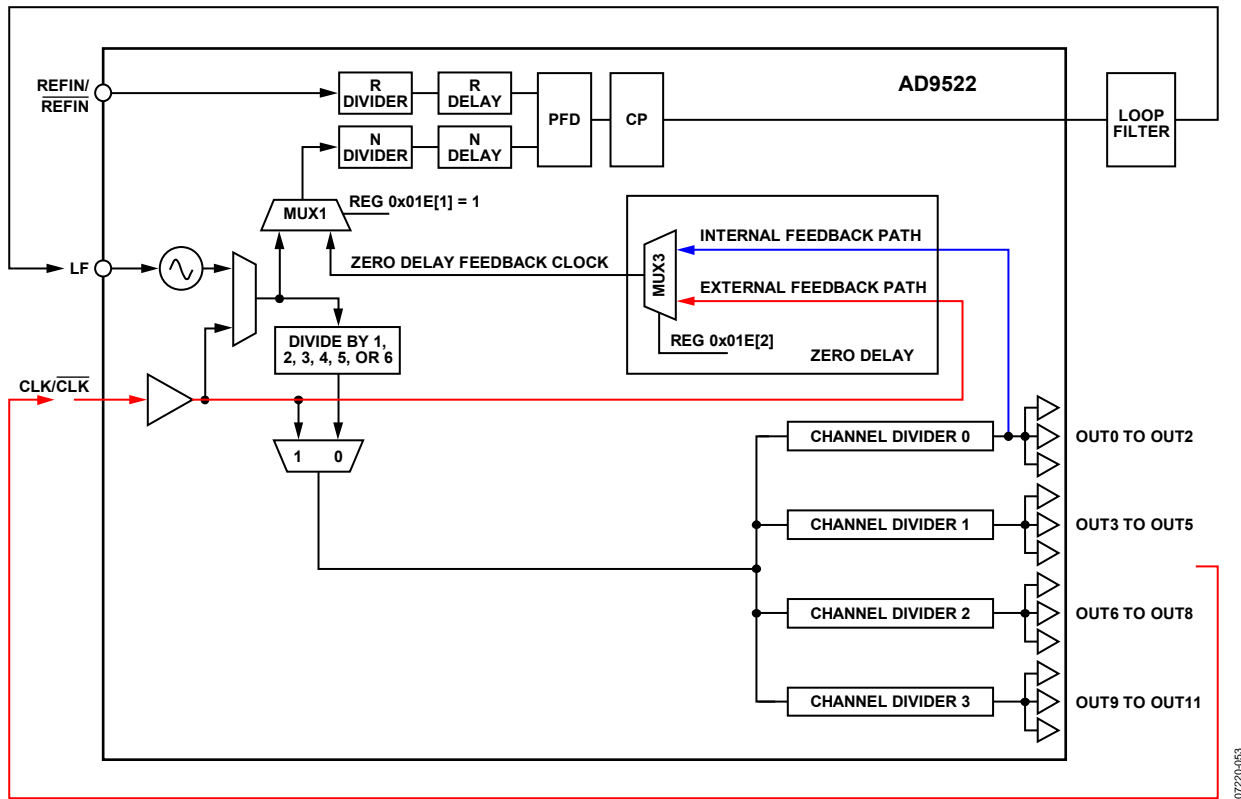 AD9522
REFIN/
REFIN
R
DIVIDER
R
DELAY
PFD
CP
LOOP
FILTER
N
DIVIDER
N
DELAY
REG 0x01E[1] = 1
MUX1
INTERNAL FEEDBACK PATH
LF
ZERO DELAY FEEDBACK CLOCK
MUX3
EXTERNAL FEEDBACK PATH
DIVIDE BY 1,
2, 3, 4, 5, OR 6
REG 0x01E[2]
ZERO DELAY
CLK/CLK
1 0
CHANNEL DIVIDER 0
OUT0 TO OUT2
CHANNEL DIVIDER 1
OUT3 TO OUT5
CHANNEL DIVIDER 2
OUT6 TO OUT8
CHANNEL DIVIDER 3
OUT9 TO OUT11
07220-053